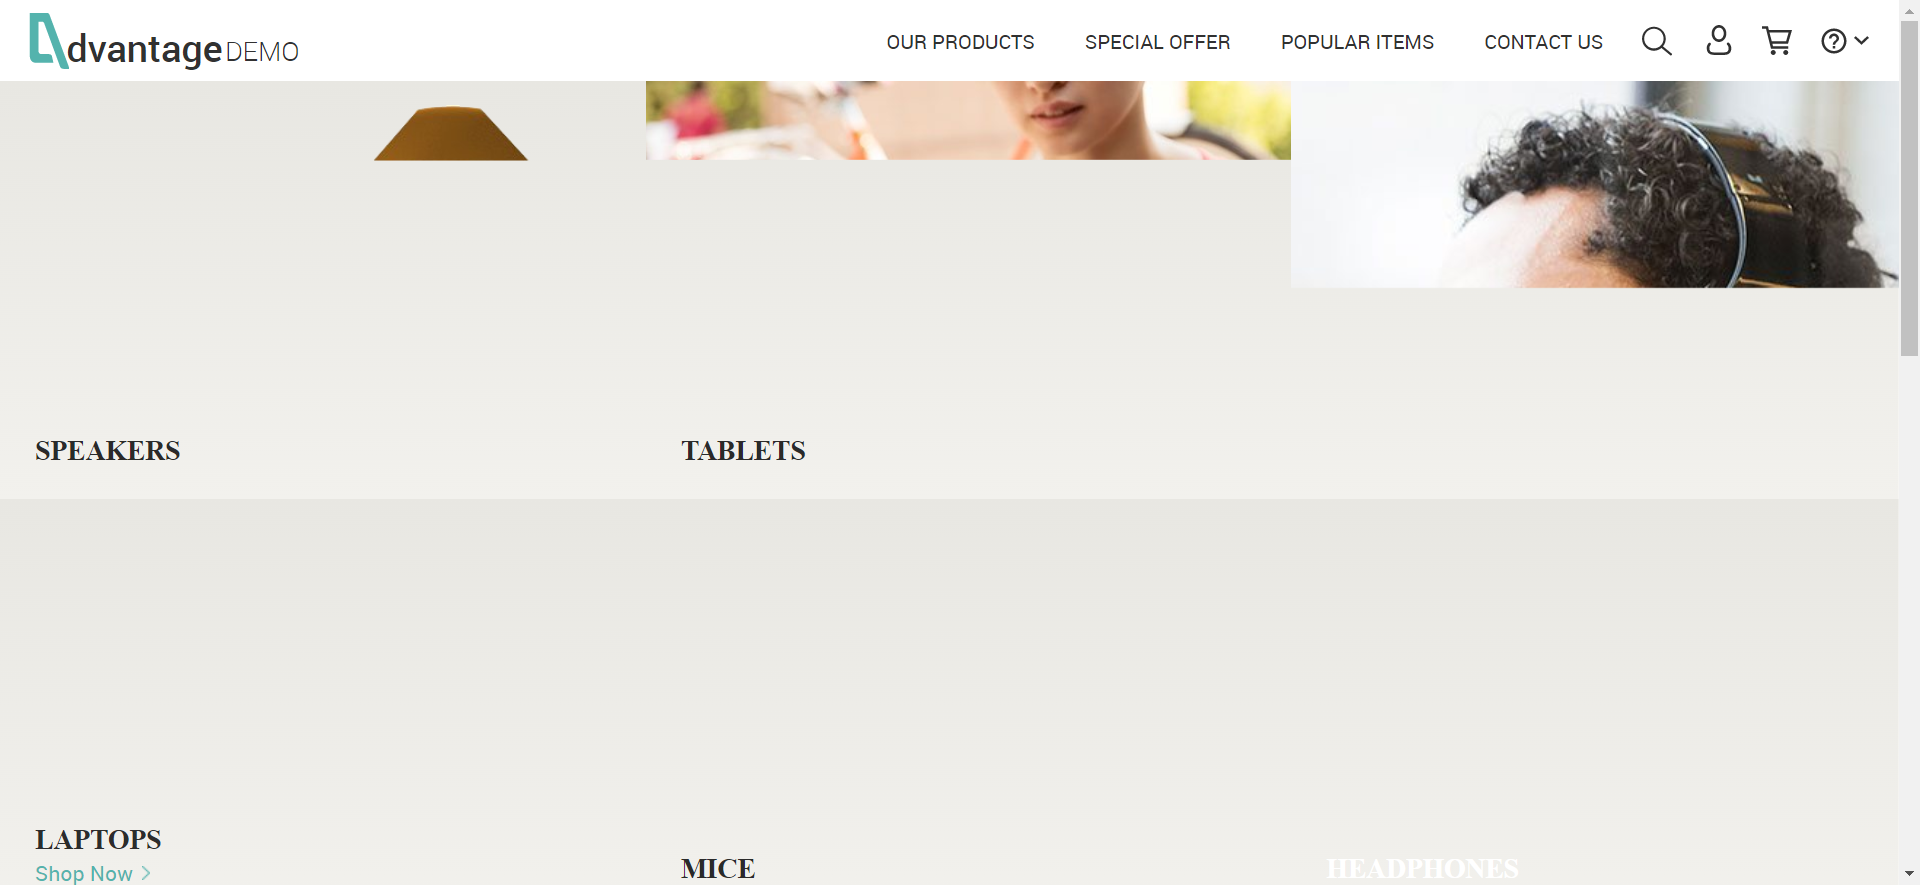 dvantage DEMO
OUR PRODUCTS SPECIAL OFFER POPULAR ITEMS CONTACT US
SPEAKERS
TABLETS
LAPTOPS
Shop Now
MICE
HEADPHONES